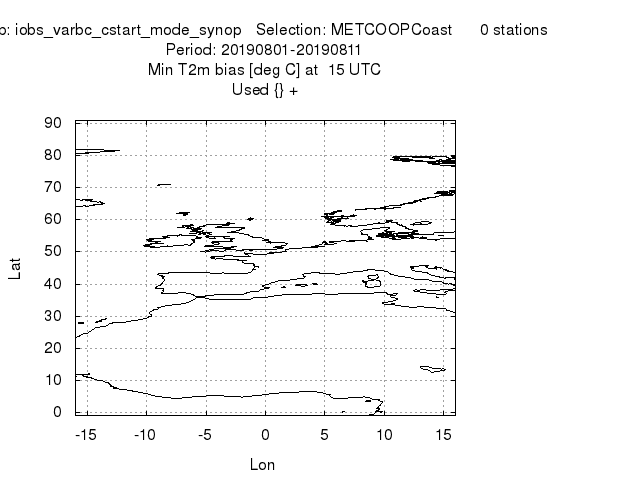 p: iobs_varbc_cstart_mode_synop Selection: METCOOPCoast 0 stations
Period: 20190801-20190811
Min T2m bias [deg C] at 15 UTC
Used {} +
90
80
70
60
50
40
30
20
10
0
Lat
-15 -10 -5 0 5 10 15
Lon